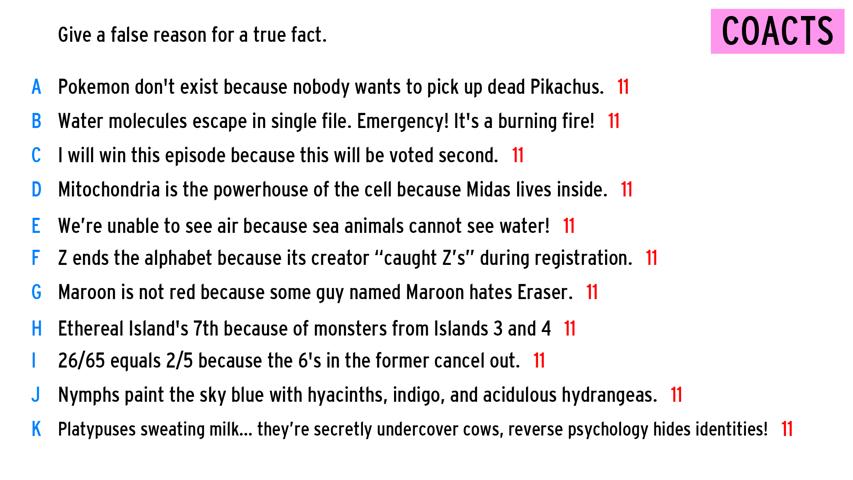 Give a false reason for a true fact.
COACTS
A Pokemon don't exist because nobody wants to pick up dead Pikachus. 11
B Water molecules escape in single file. Emergency! It's a burning fire! 11
C I will win this episode because this will be voted second. 11
D Mitochondria is the powerhouse of the cell because Midas lives inside. 11
E We’re unable to see air because sea animals cannot see water! 11
F Z ends the alphabet because its creator “caught Z’s” during registration. 11
G Maroon is not red because some guy named Maroon hates Eraser. 11
H Ethereal Island's 7th because of monsters from Islands 3 and 4 11
I 26/65 equals 2/5 because the 6's in the former cancel out. 11
J Nymphs paint the sky blue with hyacinths, indigo, and acidulous hydrangeas. 11
K Platypuses sweating milk... they’re secretly undercover cows, reverse psychology hides identities! 11